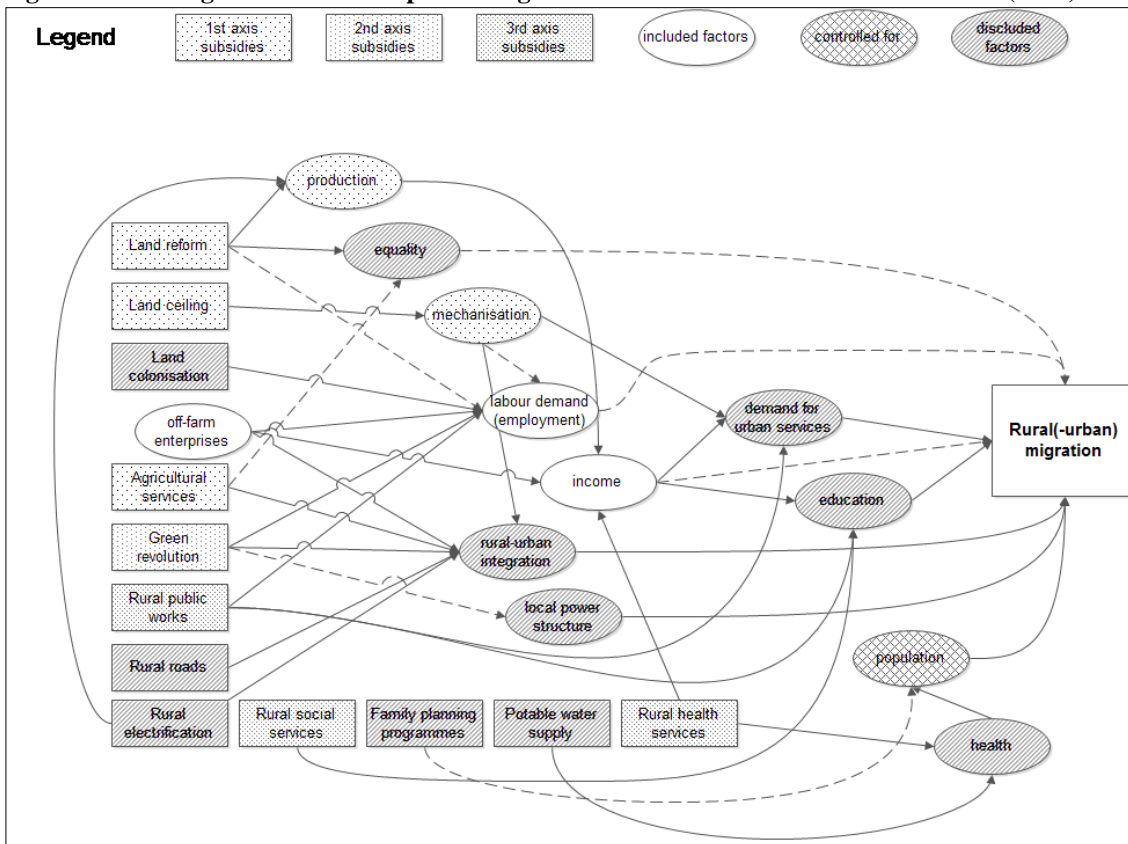 Legend
1st axis
subsidies
2nd axis
subsidies
3rd axis
subsidies
included factors
controlled for
discluded
factors
production
Land reform
equality
Land ceiling
mechanisation
Land
colonisation
labour demand
(employment)
off-farm
enterprises
demand for
urban services
Rural(-urban)
migration
Agricultural
services
income
education
Green
revolution
rural-urban
integration
Rural public
works
local power
structure
Rural roads
population
Rural
electrification
Rural social
services
Family planning
programmes
Potable water
supply
Rural health
services
health